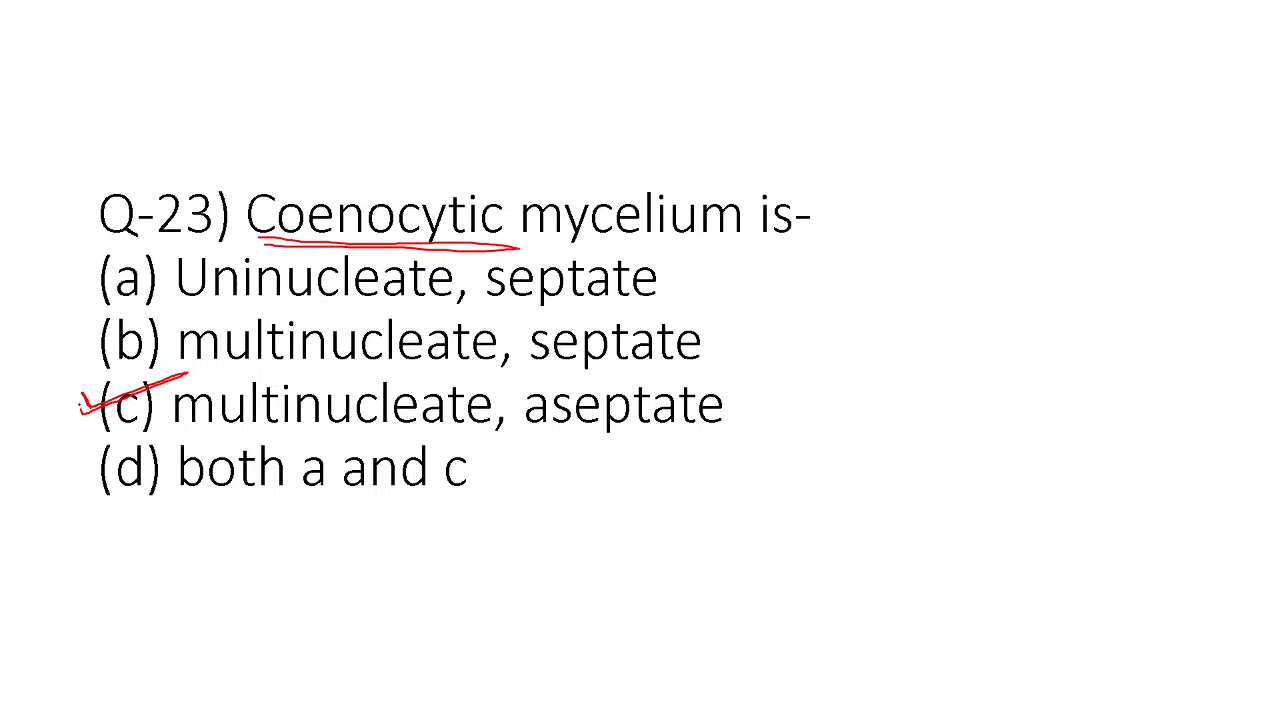 Q-23) Coenocytic mycelium is-
(a) Uninucleate, septate
(b) multinucleate, septate
(c) multinucleate, aseptate
(d) both a and c